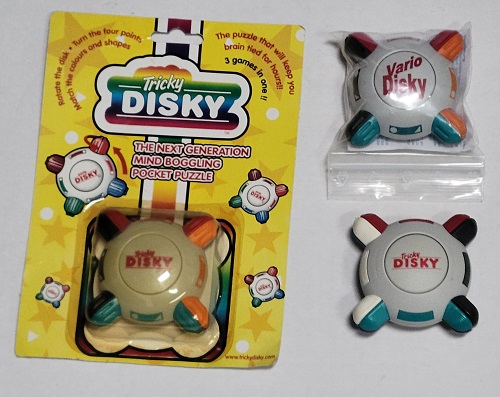 Rotate the disk • Turn the four points
Match the colours and shapes
The puzzle that will keep you
brain tied for hours!!
3 games in one!!
Tricky
DISKY
THE NEXT GENERATION
MIND BOGGLING
POCKET PUZZLE
DISKY
DISKY
Tricky
DISKY
www.trickydisky.com
Vario
Disky
Tricky
DISKY